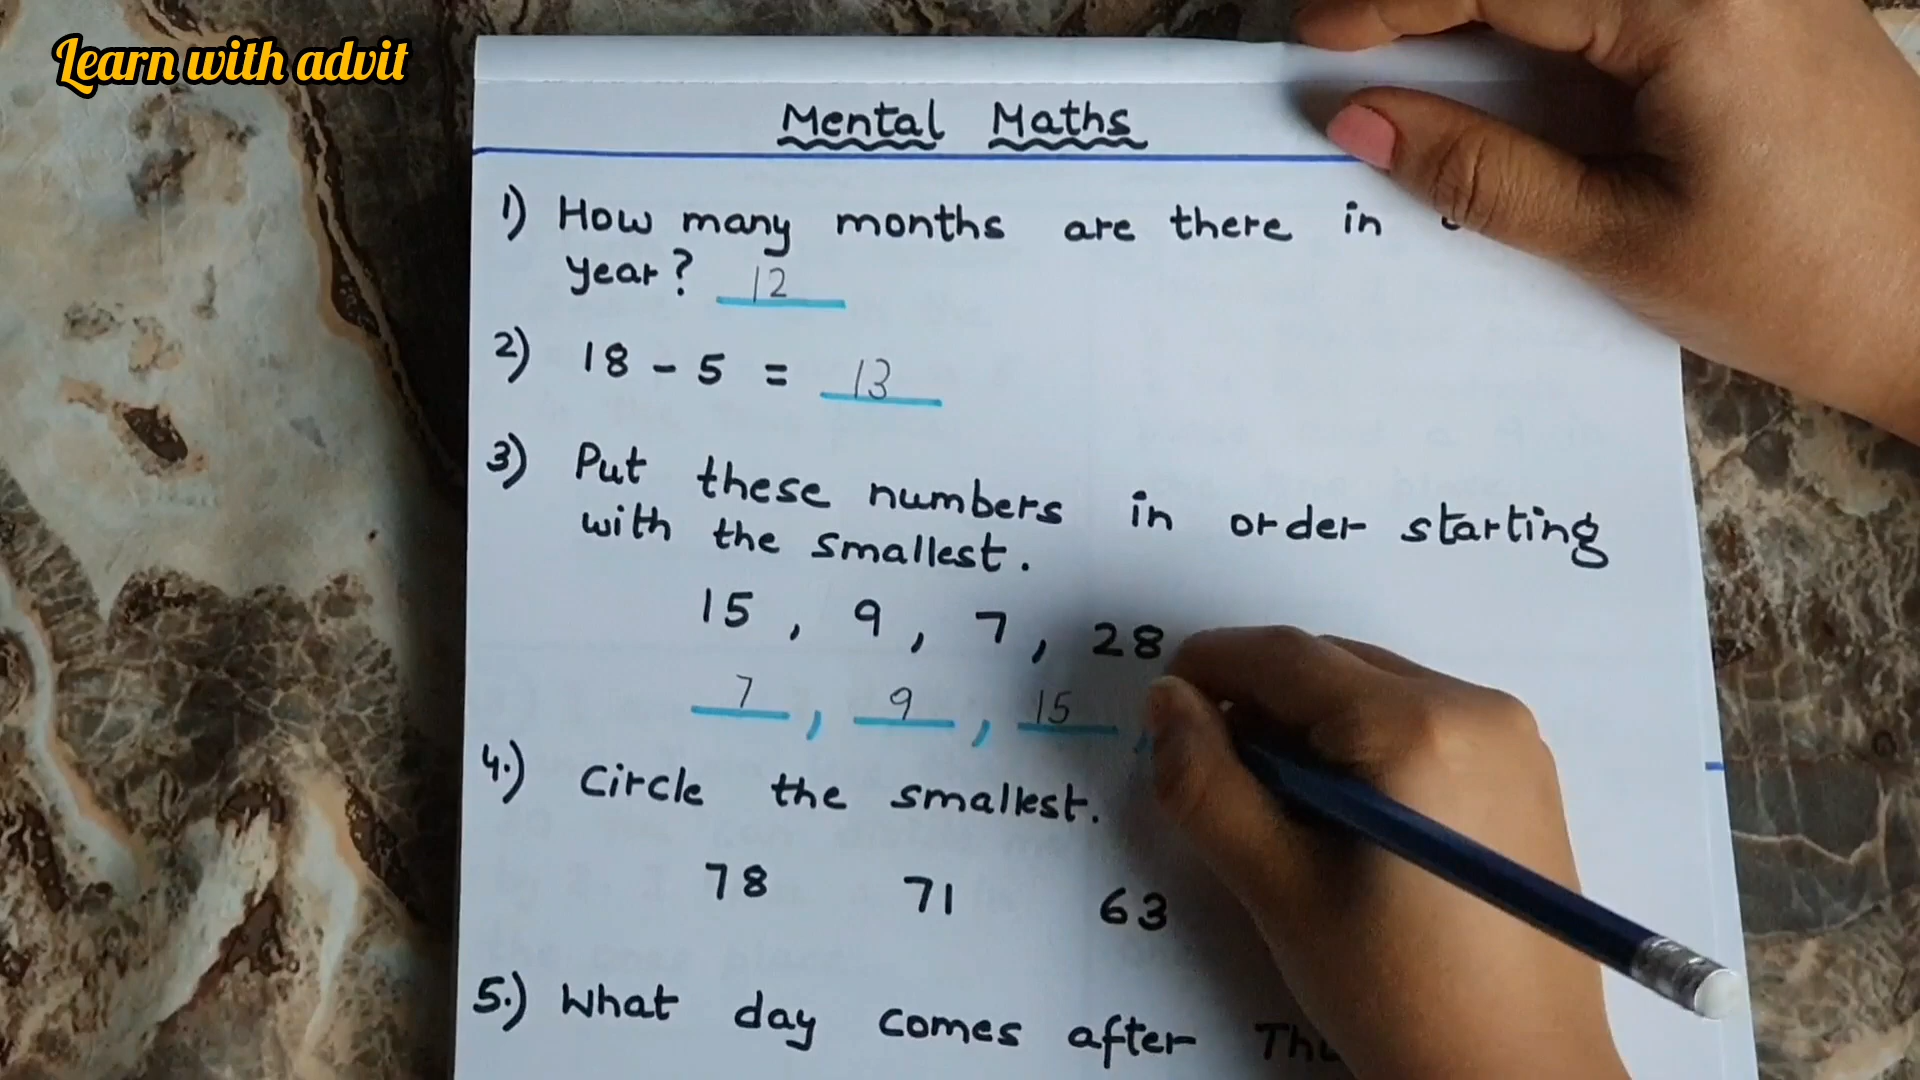 Learn with advit
Mental Maths
1) How many months are there in
year? 12
2) 18 - 5 = 13
3) Put these numbers in order starting
with the smallest.
15 , 9 , 7 , 28
7 , 9 , 15 ,
4.) Circle the smallest.
78 71 63
5.) What day comes after